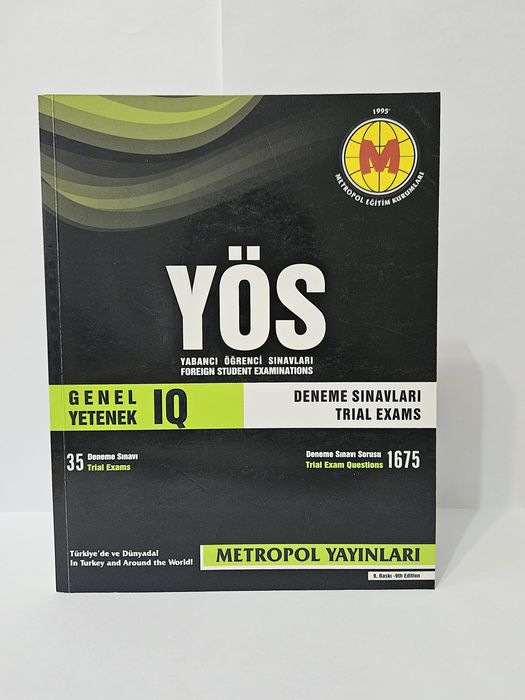 1995'
M
METROPOL EĞİTİM KURUMLARI
YÖS
YABANCI ÖĞRENCİ SINAVLARI
FOREIGN STUDENT EXAMINATIONS
GENEL
YETENEK IQ
DENEME SINAVLARI
TRIAL EXAMS
35 Deneme Sınavı
Trial Exams
Deneme Sınavı Sorusu
Trial Exam Questions 1675
Türkiye'de ve Dünyada!
In Turkey and Around the World!
METROPOL YAYINLARI
9. Baskı -9th Edition